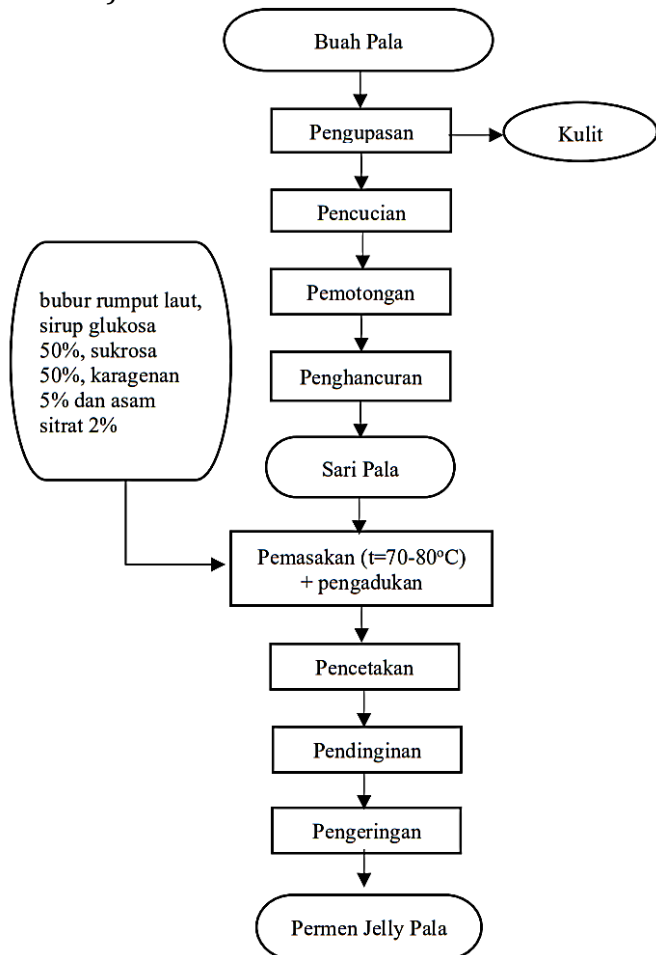 Buah Pala
Pengupasan
Kulit
Pencucian
Pemotongan
Penghancuran
Sari Pala
bubur rumput laut,
sirup glukosa
50%, sukrosa
50%, karagenan
5% dan asam
sitrat 2%
Pemasakan (t=70-80°C)
+ pengadukan
Pencetakan
Pendinginan
Pengeringan
Permen Jelly Pala